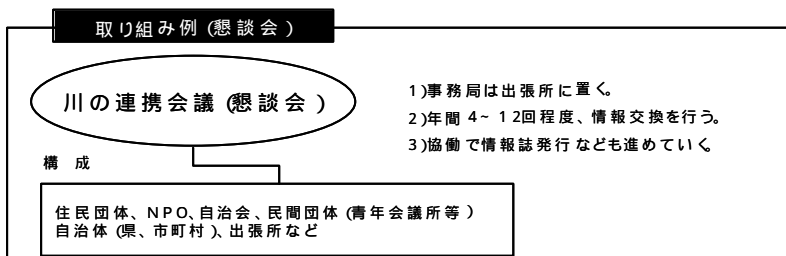 取り組み例(懇談会)
川の連携会議(懇談会)
1)事務局は出張所に置く。
2)年間4~12回程度、情報交換を行う。
3)協働で情報誌発行なども進めていく。
構成
住民団体、NPO、自治会、民間団体(青年会議所等)
自治体(県、市町村)、出張所など